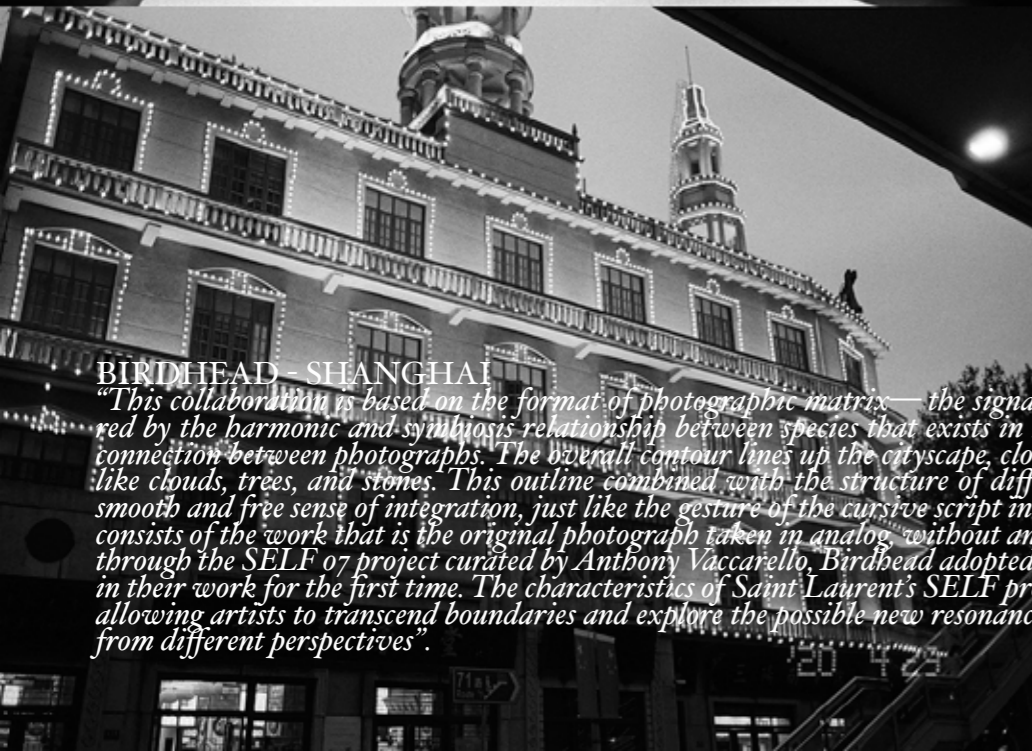 BIRDHEAD - SHANGHAI
“This collaboration is based on the format of photographic matrix— the signa
red by the harmonic and symbiosis relationship between species that exists in
connection between photographs. The overall contour lines up the cityscape, clo
like clouds, trees, and stones. This outline combined with the structure of diff
smooth and free sense of integration, just like the gesture of the cursive script in
consists of the work that is the original photograph taken in analog, without an
through the SELF 07 project curated by Anthony Vaccarello, Birdhead adopted
in their work for the first time. The characteristics of Saint Laurent’s SELF pr
allowing artists to transcend boundaries and explore the possible new resonanc
from different perspectives”.
'20 4 23
71